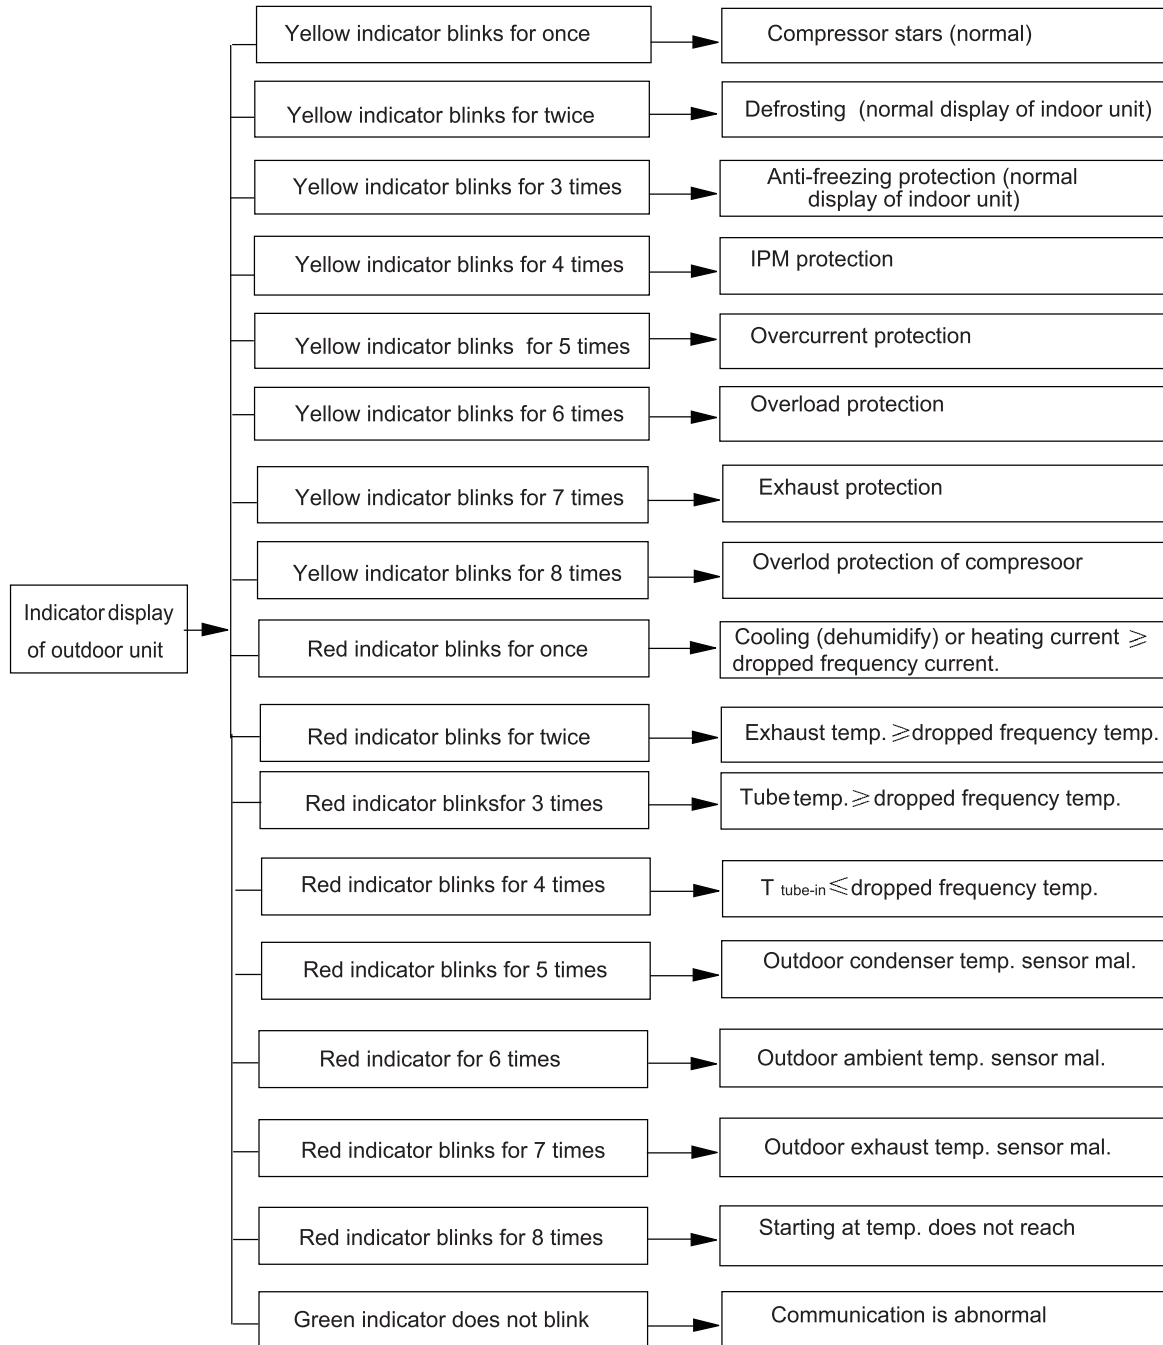 Yellow indicator blinks for once
Compressor stars (normal)
Yellow indicator blinks for twice
Defrosting (normal display of indoor unit)
Yellow indicator blinks for 3 times
Anti-freezing protection (normal
display of indoor unit)
Yellow indicator blinks for 4 times
IPM protection
Yellow indicator blinks for 5 times
Overcurrent protection
Yellow indicator blinks for 6 times
Overload protection
Yellow indicator blinks for 7 times
Exhaust protection
Yellow indicator blinks for 8 times
Overlod protection of compresoor
Indicator display
of outdoor unit
Red indicator blinks for once
Cooling (dehumidify) or heating current ≥
dropped frequency current.
Red indicator blinks for twice
Exhaust temp. ≥dropped frequency temp.
Red indicator blinksfor 3 times
Tube temp. ≥ dropped frequency temp.
Red indicator blinks for 4 times
T tube-in ≤ dropped frequency temp.
Red indicator blinks for 5 times
Outdoor condenser temp. sensor mal.
Red indicator for 6 times
Outdoor ambient temp. sensor mal.
Red indicator blinks for 7 times
Outdoor exhaust temp. sensor mal.
Red indicator blinks for 8 times
Starting at temp. does not reach
Green indicator does not blink
Communication is abnormal